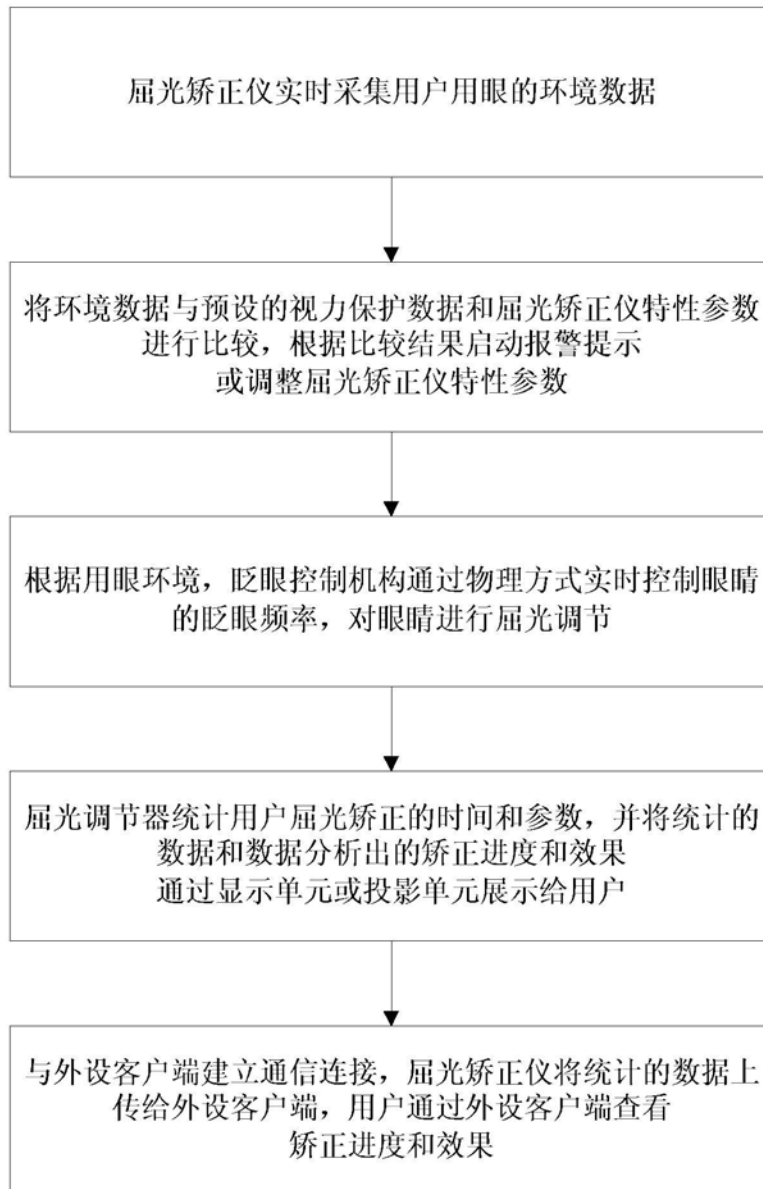 屈光矫正仪实时采集用户用眼的环境数据
将环境数据与预设的视力保护数据和屈光矫正仪特性参数
进行比较，根据比较结果启动报警提示
或调整屈光矫正仪特性参数
根据用眼环境，眨眼控制机构通过物理方式实时控制眼睛
的眨眼频率，对眼睛进行屈光调节
屈光调节器统计用户屈光矫正的时间和参数，并将统计的
数据和数据分析出的矫正进度和效果
通过显示单元或投影单元展示给用户
与外设客户端建立通信连接，屈光矫正仪将统计的数据上
传给外设客户端，用户通过外设客户端查看
矫正进度和效果